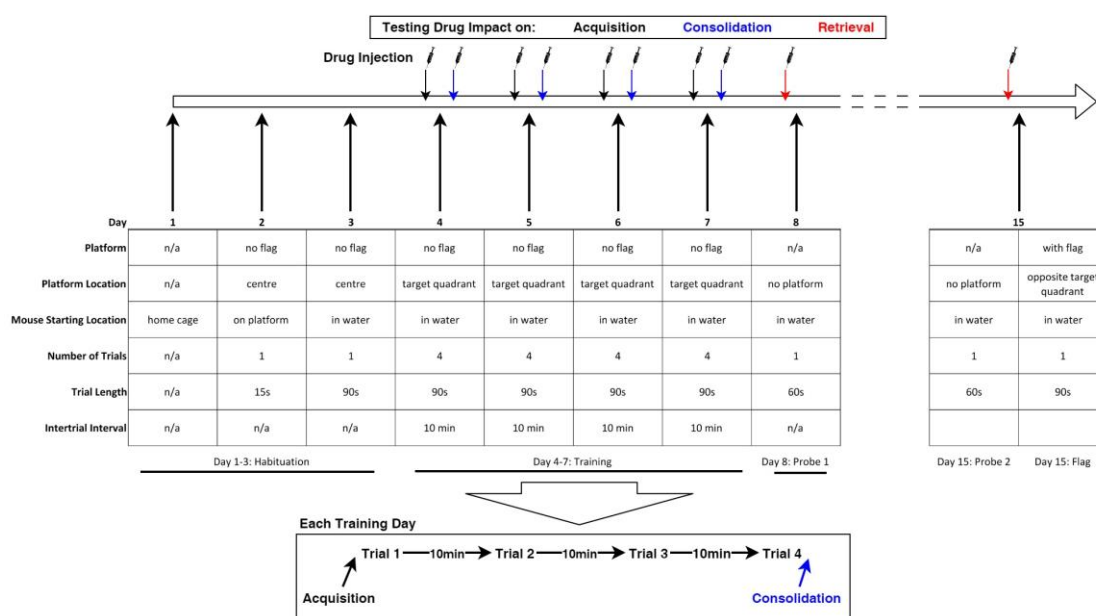 Testing Drug Impact on: Acquisition Consolidation Retrieval
Drug Injection
Day 1 2 3 4 5 6 7 8 15
Platform n/a no flag no flag no flag no flag no flag no flag n/a n/a with flag
Platform Location n/a centre centre target quadrant target quadrant target quadrant target quadrant no platform no platform opposite target
quadrant
Mouse Starting Location home cage on platform in water in water in water in water in water in water in water in water
Number of Trials n/a 1 1 4 4 4 4 1 1 1
Trial Length n/a 15s 90s 90s 90s 90s 90s 60s 60s 90s
Intertrial Interval n/a n/a n/a 10 min 10 min 10 min 10 min n/a
Day 1-3: Habituation Day 4-7: Training Day 8: Probe 1 Day 15: Probe 2 Day 15: Flag
Each Training Day
Trial 1 10min Trial 2 10min Trial 3 10min Trial 4
Acquisition Consolidation